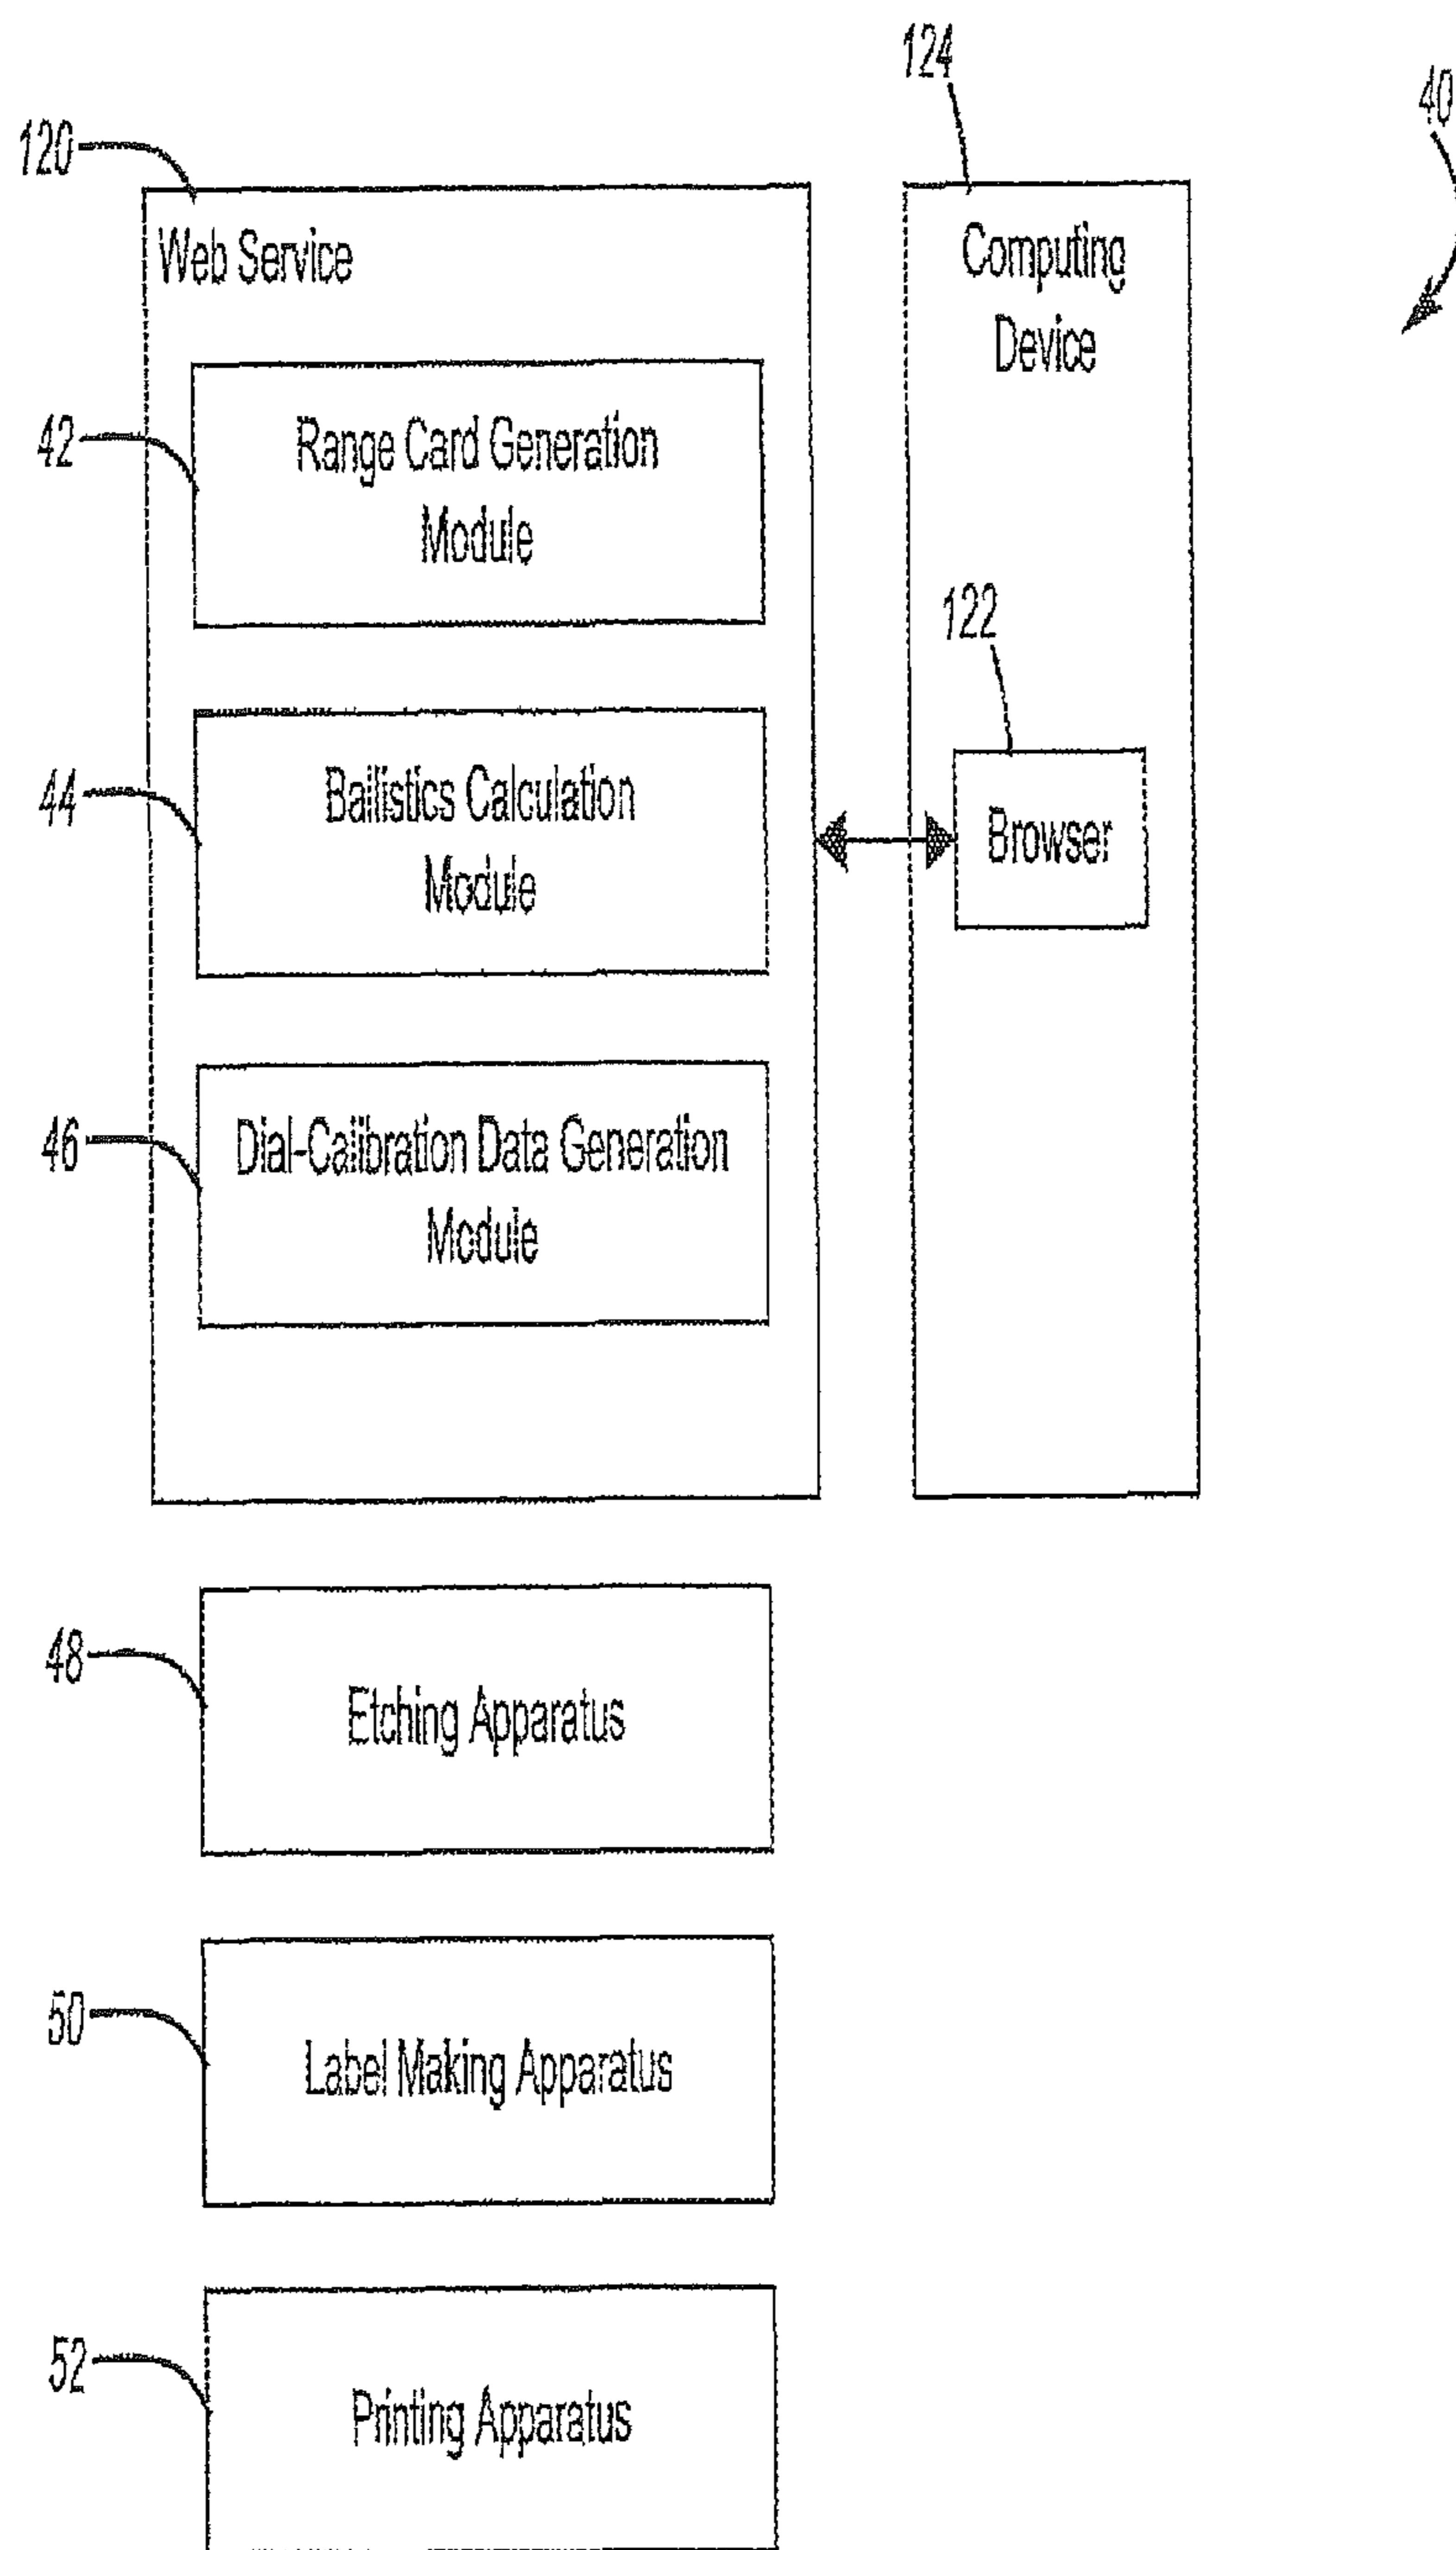 124
40
120
Web Service
Computing
Device
42
Range Card Generation
Module
122
44
Ballistics Calculation
Module
Browser
46
Dial-Calibration Data Generation
Module
48
Etching Apparatus
50
Label Making Apparatus
52
Printing Apparatus